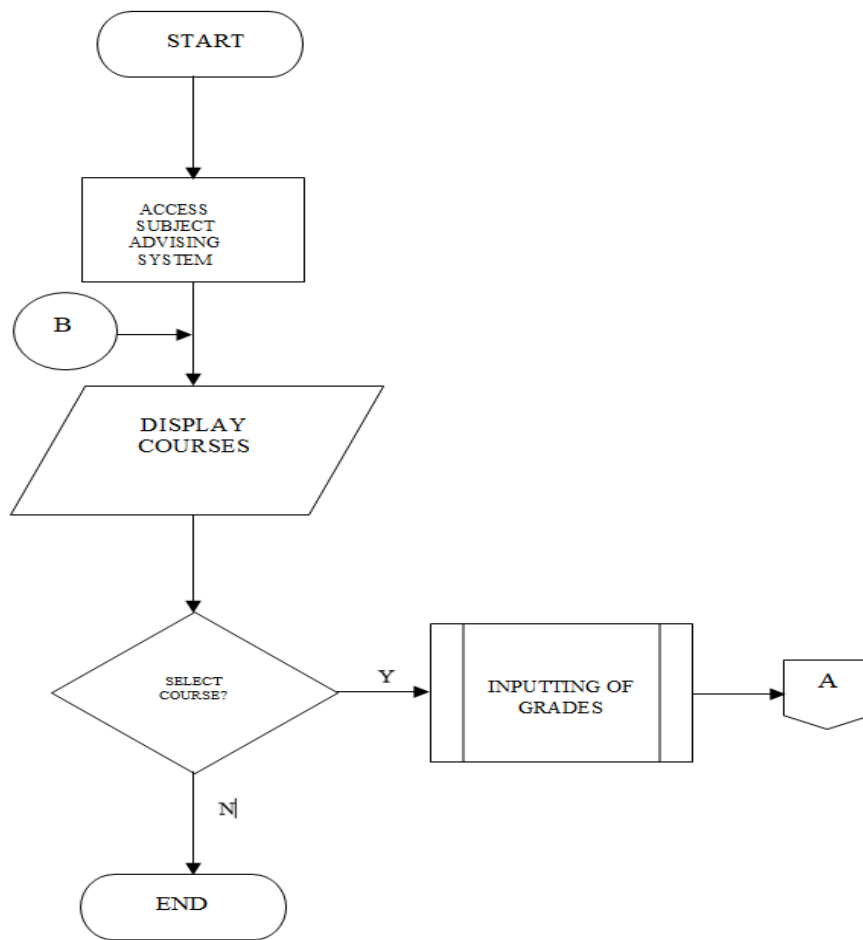 START
ACCESS
SUBJECT
ADVISING
SYSTEM
B
DISPLAY
COURSES
SELECT
COURSE?
Y
INPUTTING OF
GRADES
A
N
END